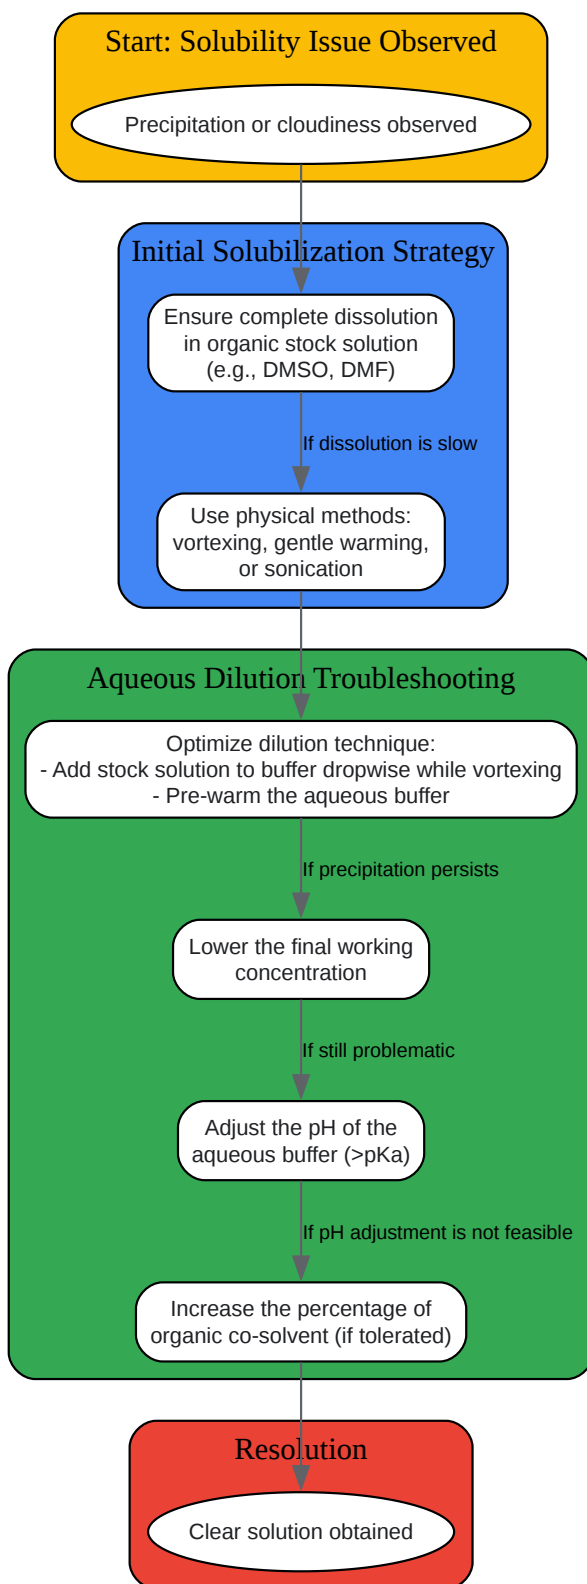 Start: Solubility Issue Observed
Precipitation or cloudiness observed
Initial Solubilization Strategy
Ensure complete dissolution
in organic stock solution
(e.g., DMSO, DMF)
If dissolution is slow
Use physical methods:
vortexing, gentle warming,
or sonication
Aqueous Dilution Troubleshooting
Optimize dilution technique:
- Add stock solution to buffer dropwise while vortexing
- Pre-warm the aqueous buffer
If precipitation persists
Lower the final working
concentration
If still problematic
Adjust the pH of the
aqueous buffer (>pKa)
If pH adjustment is not feasible
Increase the percentage of
organic co-solvent (if tolerated)
Resolution
Clear solution obtained